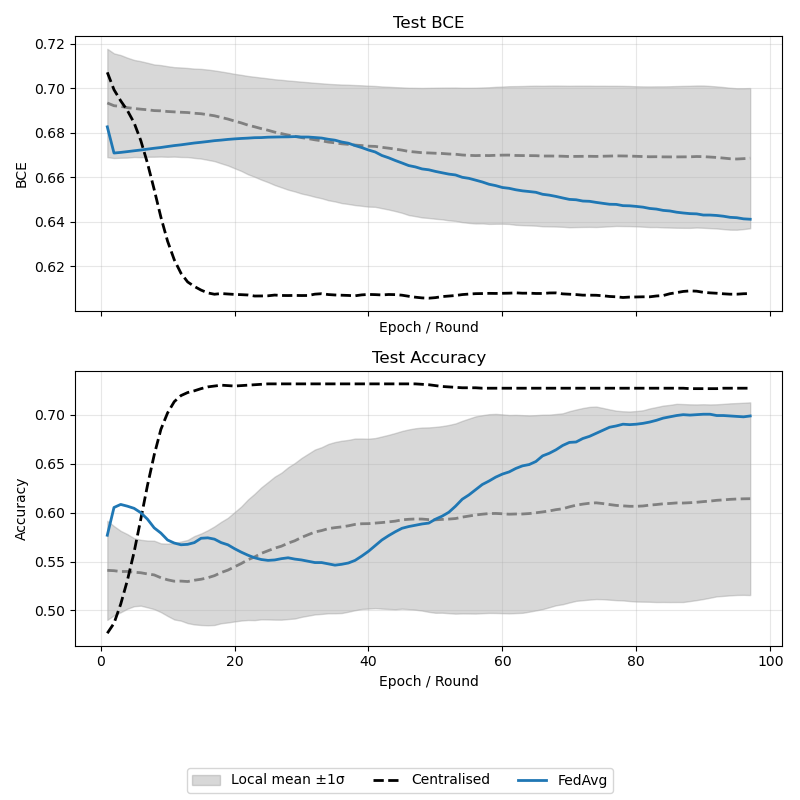 Test BCE
0.72
0.70
0.68
0.66
0.64
0.62
BCE
Epoch / Round
Test Accuracy
0.70
0.65
0.60
0.55
0.50
Accuracy
0 20 40 60 80 100
Epoch / Round
Local mean ±1σ Centralised FedAvg